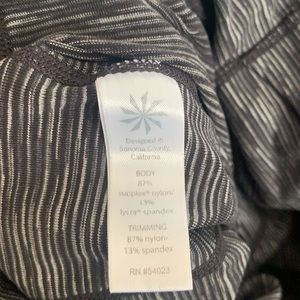 Designed in
Sonoma County,
California
BODY
87%
supplex® nylon/
13%
lycra® spandex
TRIMMING
87% nylon/
13% spandex
RN #54023